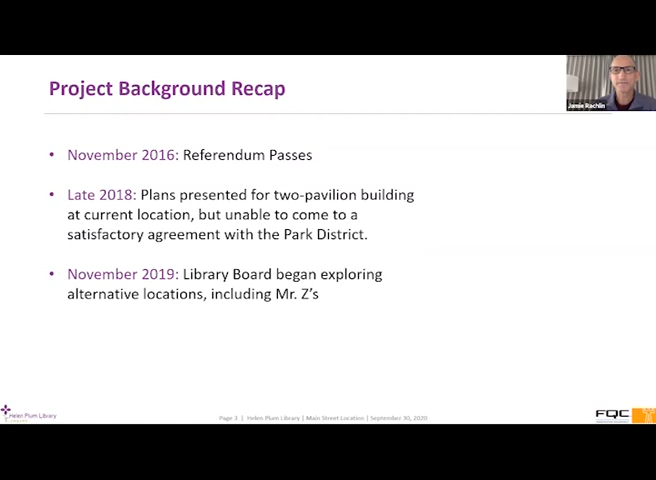 Project Background Recap
Jamie Rachlin
• November 2016: Referendum Passes
• Late 2018: Plans presented for two-pavilion building
at current location, but unable to come to a
satisfactory agreement with the Park District.
• November 2019: Library Board began exploring
alternative locations, including Mr. Z's
Helen Plum Library
Page 3 | Helen Plum Library | Main Street Location | September 30, 2020
FQC